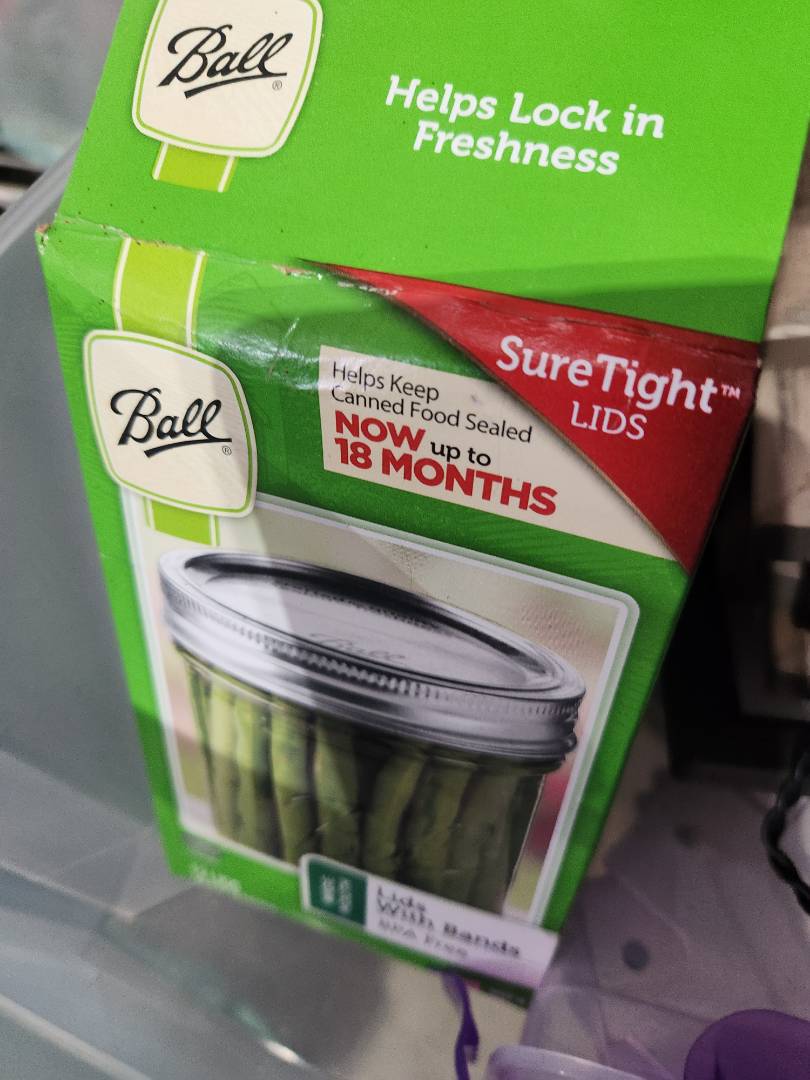 Ball®
Helps Lock in
Freshness
SureTight™
LIDS
Ball®
Helps Keep
Canned Food Sealed
NOW up to
18 MONTHS
Ball
Lids
With Bands
BPA Free